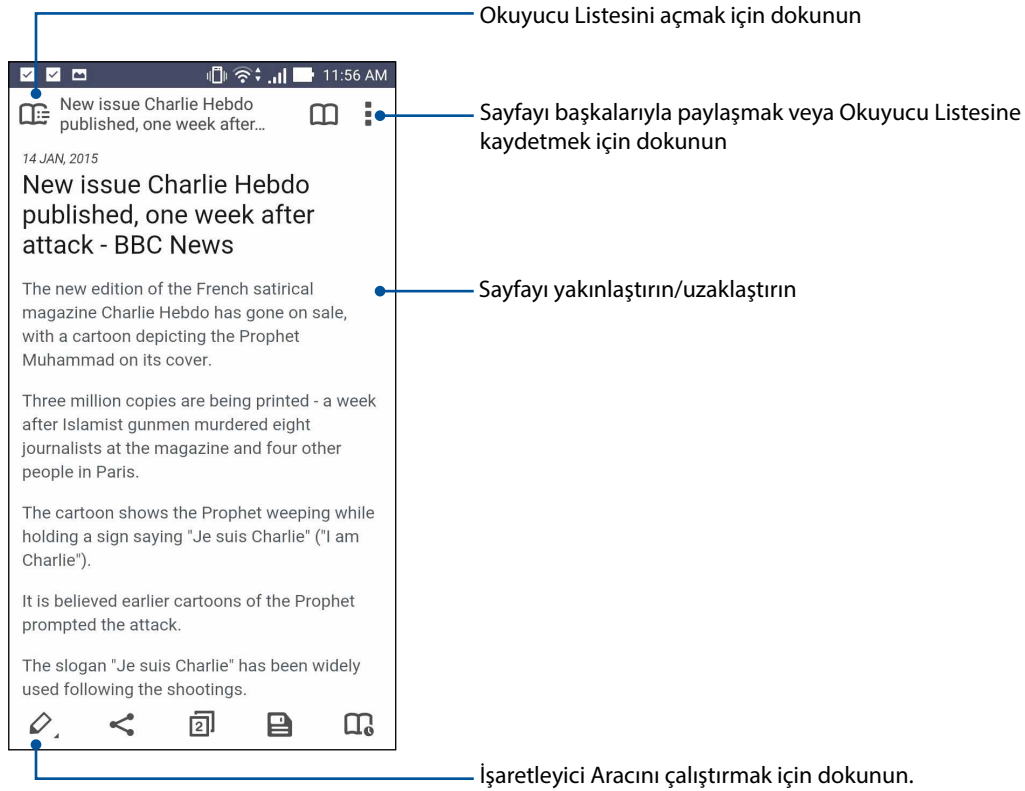 Okuyucu Listesini açmak için dokunun
11:56 AM
New issue Charlie Hebdo
published, one week after...
Sayfayı başkalarıyla paylaşmak veya Okuyucu Listesine
kaydetmek için dokunun
14 JAN, 2015
New issue Charlie Hebdo
published, one week after
attack - BBC News
The new edition of the French satirical
magazine Charlie Hebdo has gone on sale,
with a cartoon depicting the Prophet
Muhammad on its cover.
Sayfayı yakınlaştırın/uzaklaştırın
Three million copies are being printed - a week
after Islamist gunmen murdered eight
journalists at the magazine and four other
people in Paris.
The cartoon shows the Prophet weeping while
holding a sign saying "Je suis Charlie" ("I am
Charlie").
It is believed earlier cartoons of the Prophet
prompted the attack.
The slogan "Je suis Charlie" has been widely
used following the shootings.
2
İşaretleyici Aracını çalıştırmak için dokunun.